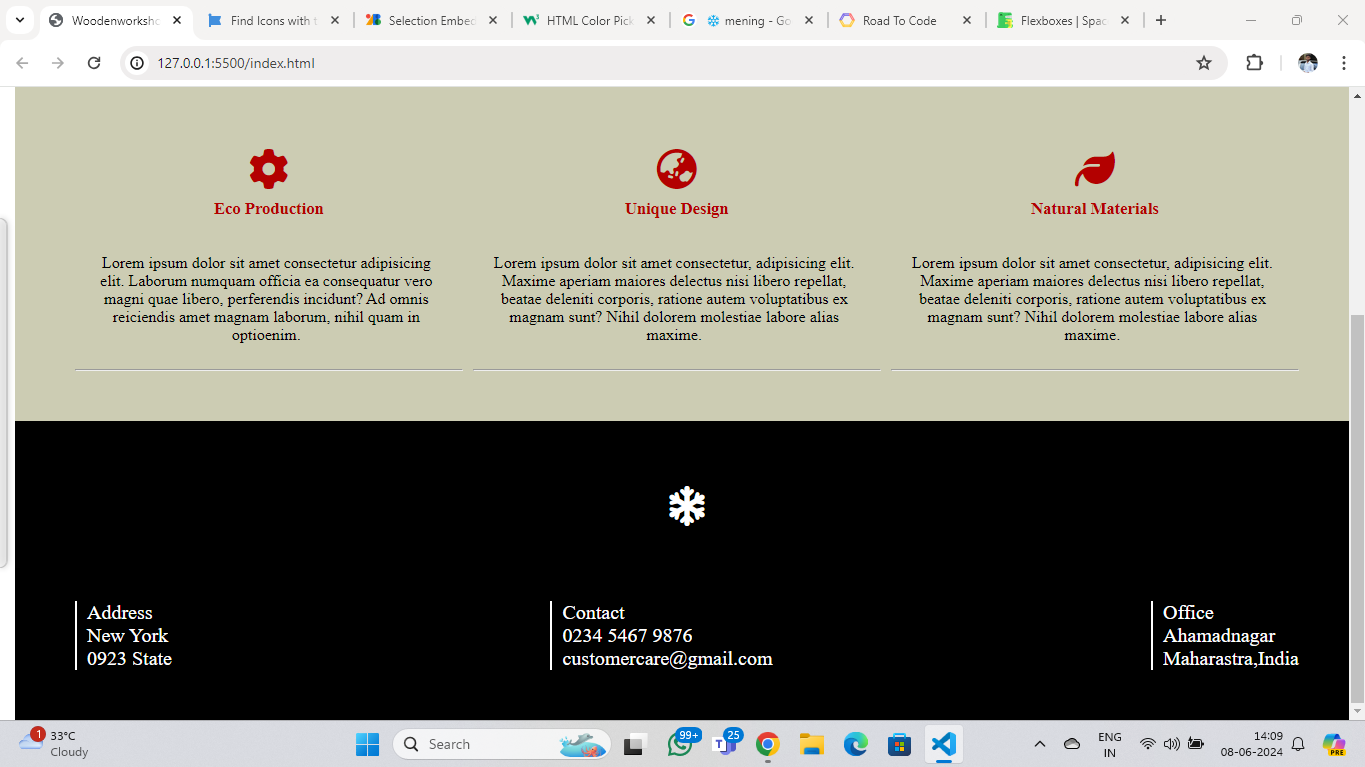 Woodenworksho
Find Icons with t
Selection Embed
HTML Color Pick
mening - Go
Road To Code
Flexboxes | Spac
127.0.0.1:5500/index.html
Eco Production
Unique Design
Natural Materials
Lorem ipsum dolor sit amet consectetur adipisicing
elit. Laborum numquam officia ea consequatur vero
magni quae libero, perferendis incidunt? Ad omnis
reiciendis amet magnam laborum, nihil quam in
optioenim.
Lorem ipsum dolor sit amet consectetur, adipisicing elit.
Maxime aperiam maiores delectus nisi libero repellat,
beatae deleniti corporis, ratione autem voluptatibus ex
magnam sunt? Nihil dolorem molestiae labore alias
maxime.
Lorem ipsum dolor sit amet consectetur, adipisicing elit.
Maxime aperiam maiores delectus nisi libero repellat,
beatae deleniti corporis, ratione autem voluptatibus ex
magnam sunt? Nihil dolorem molestiae labore alias
maxime.
Address
New York
0923 State
Contact
0234 5467 9876
customercare@gmail.com
Office
Ahamadnagar
Maharastra,India
1
33°C
Cloudy
Search
99+
25
ENG
IN
14:09
08-06-2024
PRE